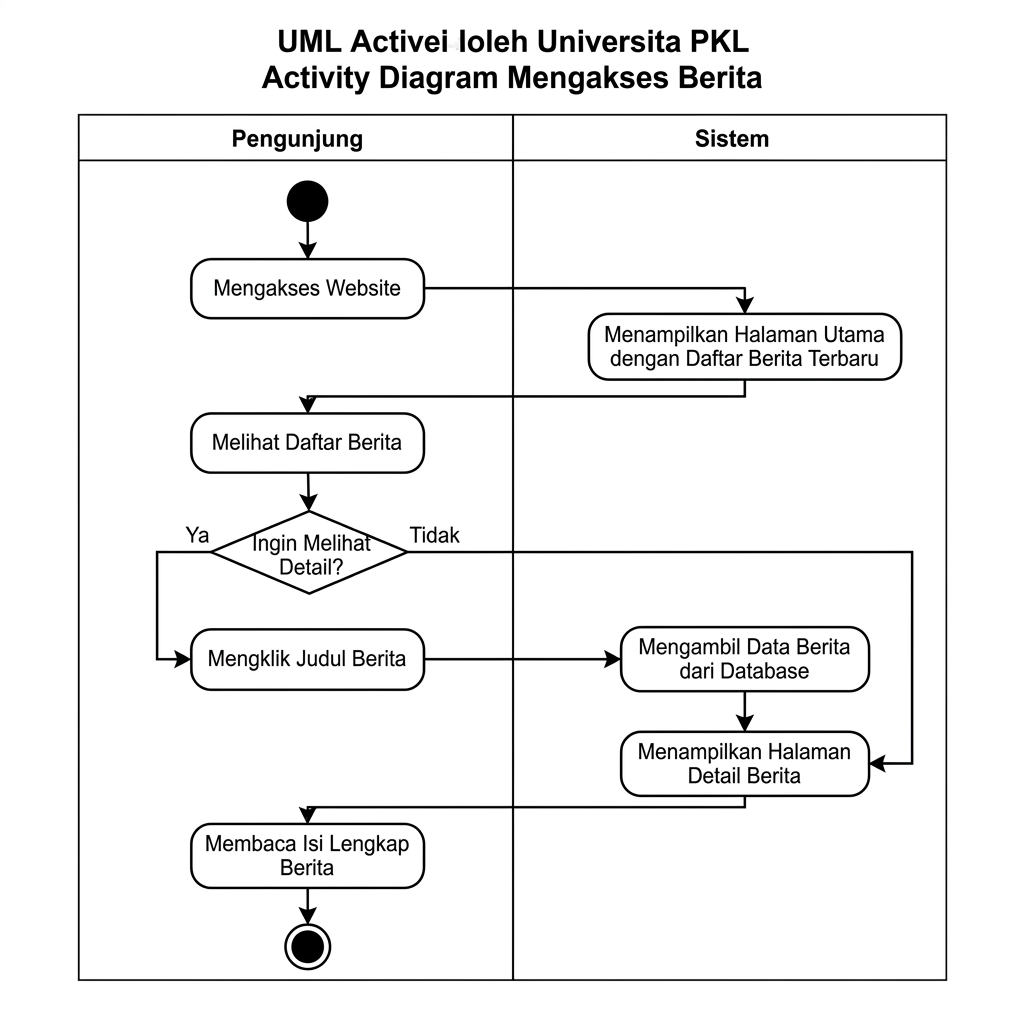 UML Activei Ioleh Universita PKL
Activity Diagram Mengakses Berita
Pengunjung
Sistem
Mengakses Website
Menampilkan Halaman Utama
dengan Daftar Berita Terbaru
Melihat Daftar Berita
Ya
Ingin Melihat
Detail?
Tidak
Mengklik Judul Berita
Mengambil Data Berita
dari Database
Menampilkan Halaman
Detail Berita
Membaca Isi Lengkap
Berita